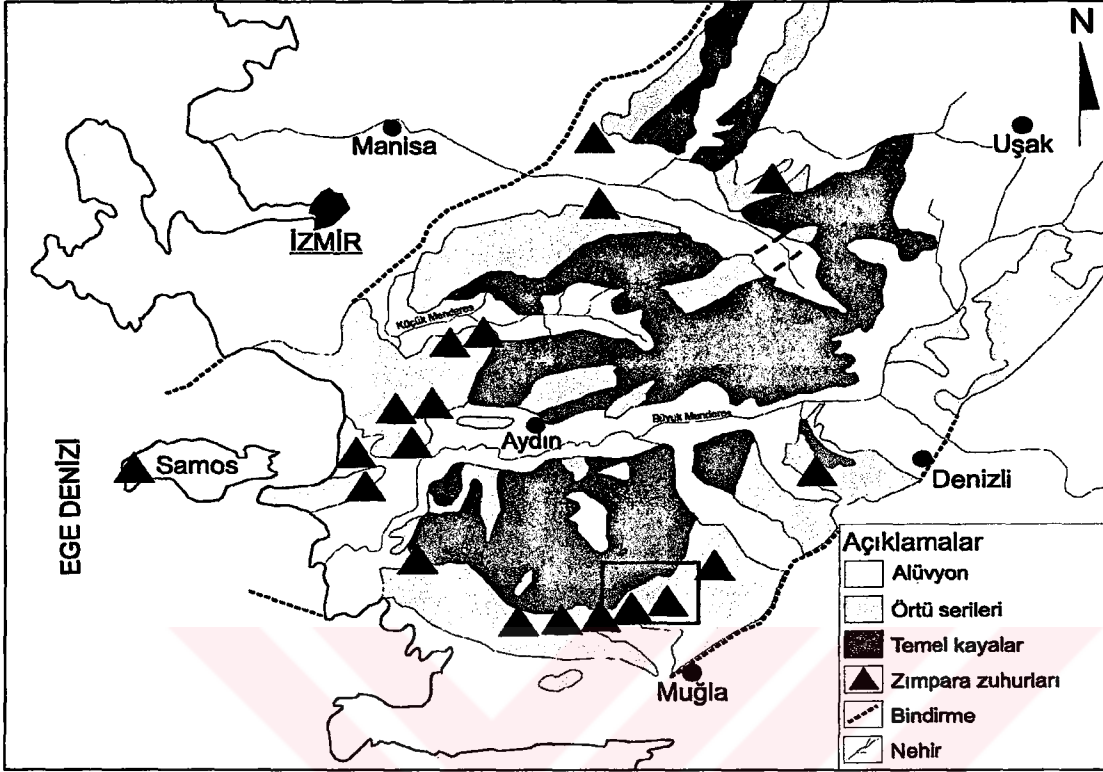 N
Manisa
Uşak
İZMİR
Küçük Menderes
Büyük Menderes
Aydın
Samos
Denizli
EGE DENİZİ
Muğla
Açıklamalar
Alüvyon
Örtü serileri
Temel kayalar
Zımpara zuhurları
Bindirme
Nehir